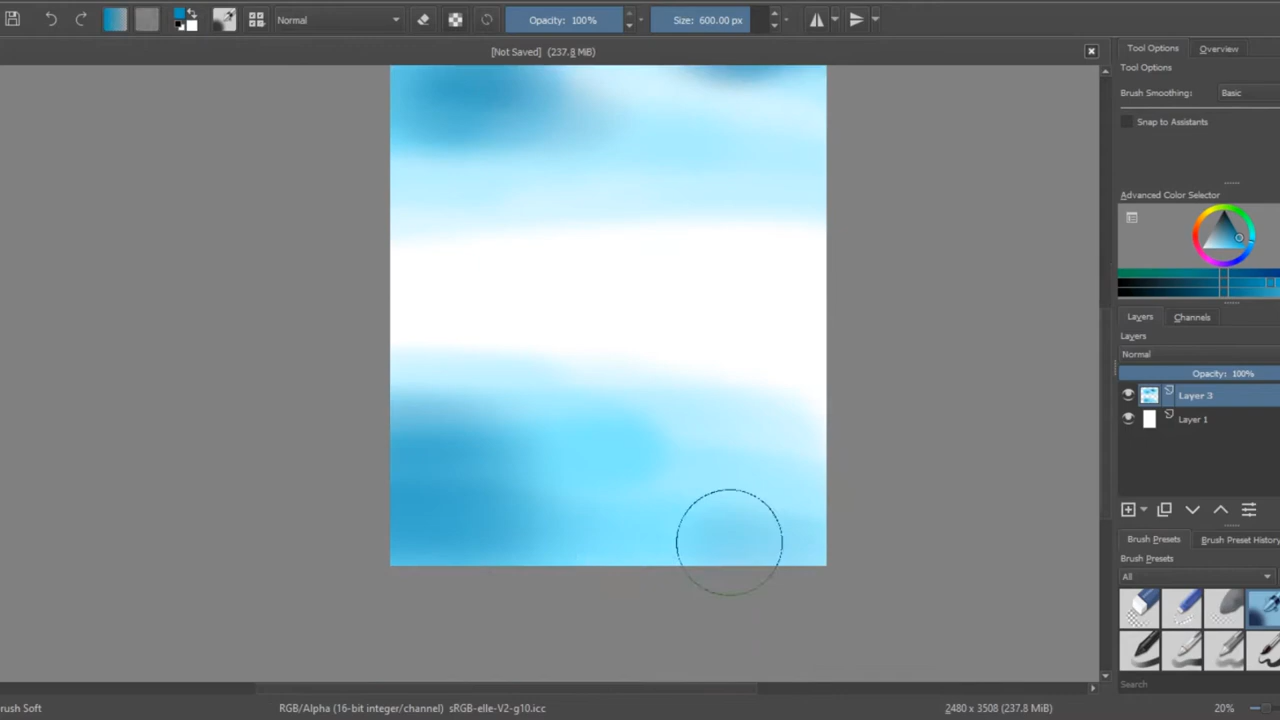 Normal
Opacity: 100%
Size: 600.00 px
[Not Saved] (237.8 MiB)
Tool Options
Overview
Tool Options
Brush Smoothing:
Basic
Snap to Assistants
Advanced Color Selector
Layers
Channels
Layers
Normal
Opacity: 100%
Layer 3
Layer 1
Brush Presets
Brush Preset History
Brush Presets
All
Search
rush Soft
RGB/Alpha (16-bit integer/channel) sRGB-elle-V2-g10.icc
2480 x 3508 (237.8 MiB)
20%